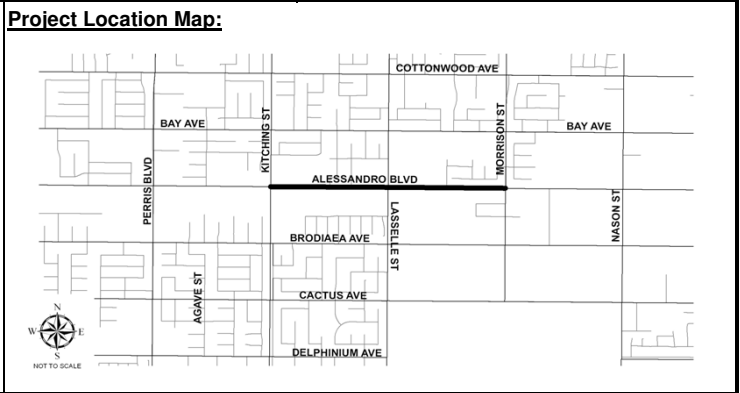 Project Location Map:
COTTONWOOD AVE
BAY AVE
KITCHING ST
MORRISON ST
BAY AVE
PERRIS BLVD
ALESSANDRO BLVD
LASSELLE ST
NASON ST
BRODIAEA AVE
AGAVE ST
CACTUS AVE
N
W E
S
NOT TO SCALE
DELPHINIUM AVE